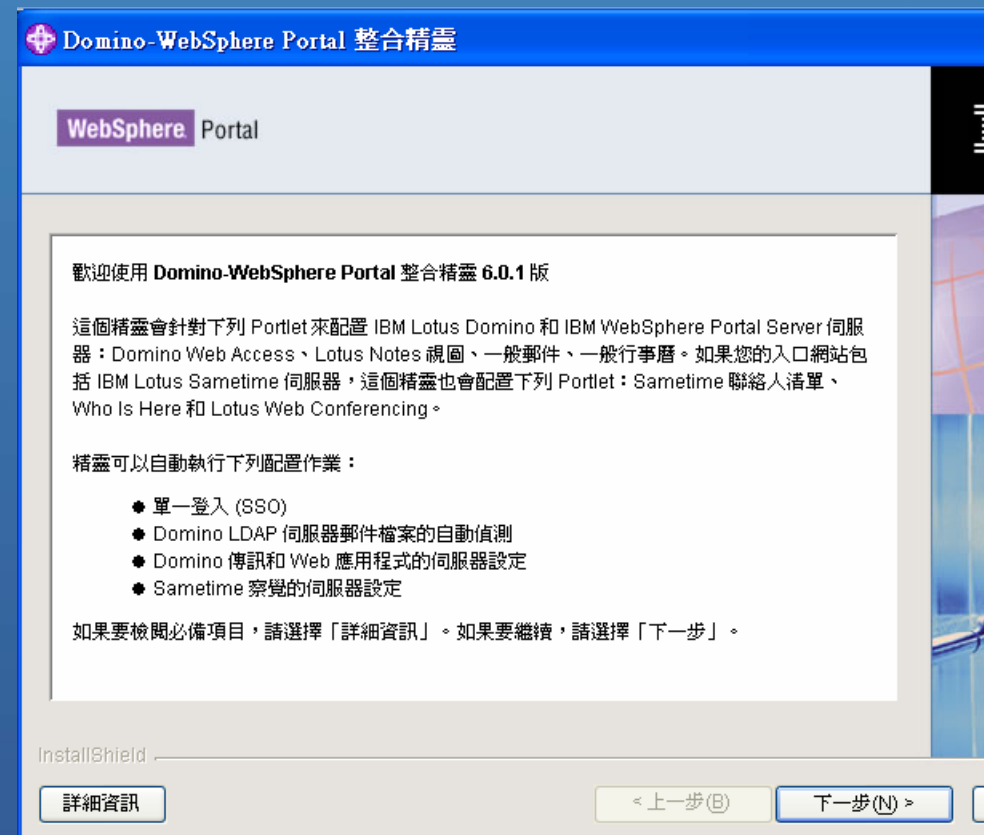 Domino-WebSphere Portal 整合精靈
WebSphere Portal
歡迎使用 Domino-WebSphere Portal 整合精靈 6.0.1 版
這個精靈會針對下列 Portlet 來配置 IBM Lotus Domino 和 IBM WebSphere Portal Server 伺服
器：Domino Web Access、Lotus Notes 視圖、一般郵件、一般行事曆。如果您的入口網站包
括 IBM Lotus Sametime 伺服器，這個精靈也會配置下列 Portlet：Sametime 聯絡人清單、
Who Is Here 和 Lotus Web Conferencing。
精靈可以自動執行下列配置作業：
● 單一登入 (SSO)
● Domino LDAP 伺服器郵件檔案的自動偵測
● Domino 傳訊和 Web 應用程式的伺服器設定
● Sametime 察覺的伺服器設定
如果要檢閱必備項目，請選擇「詳細資訊」。如果要繼續，請選擇「下一步」。
InstallShield
詳細資訊
< 上一步(B)
下一步(N) >